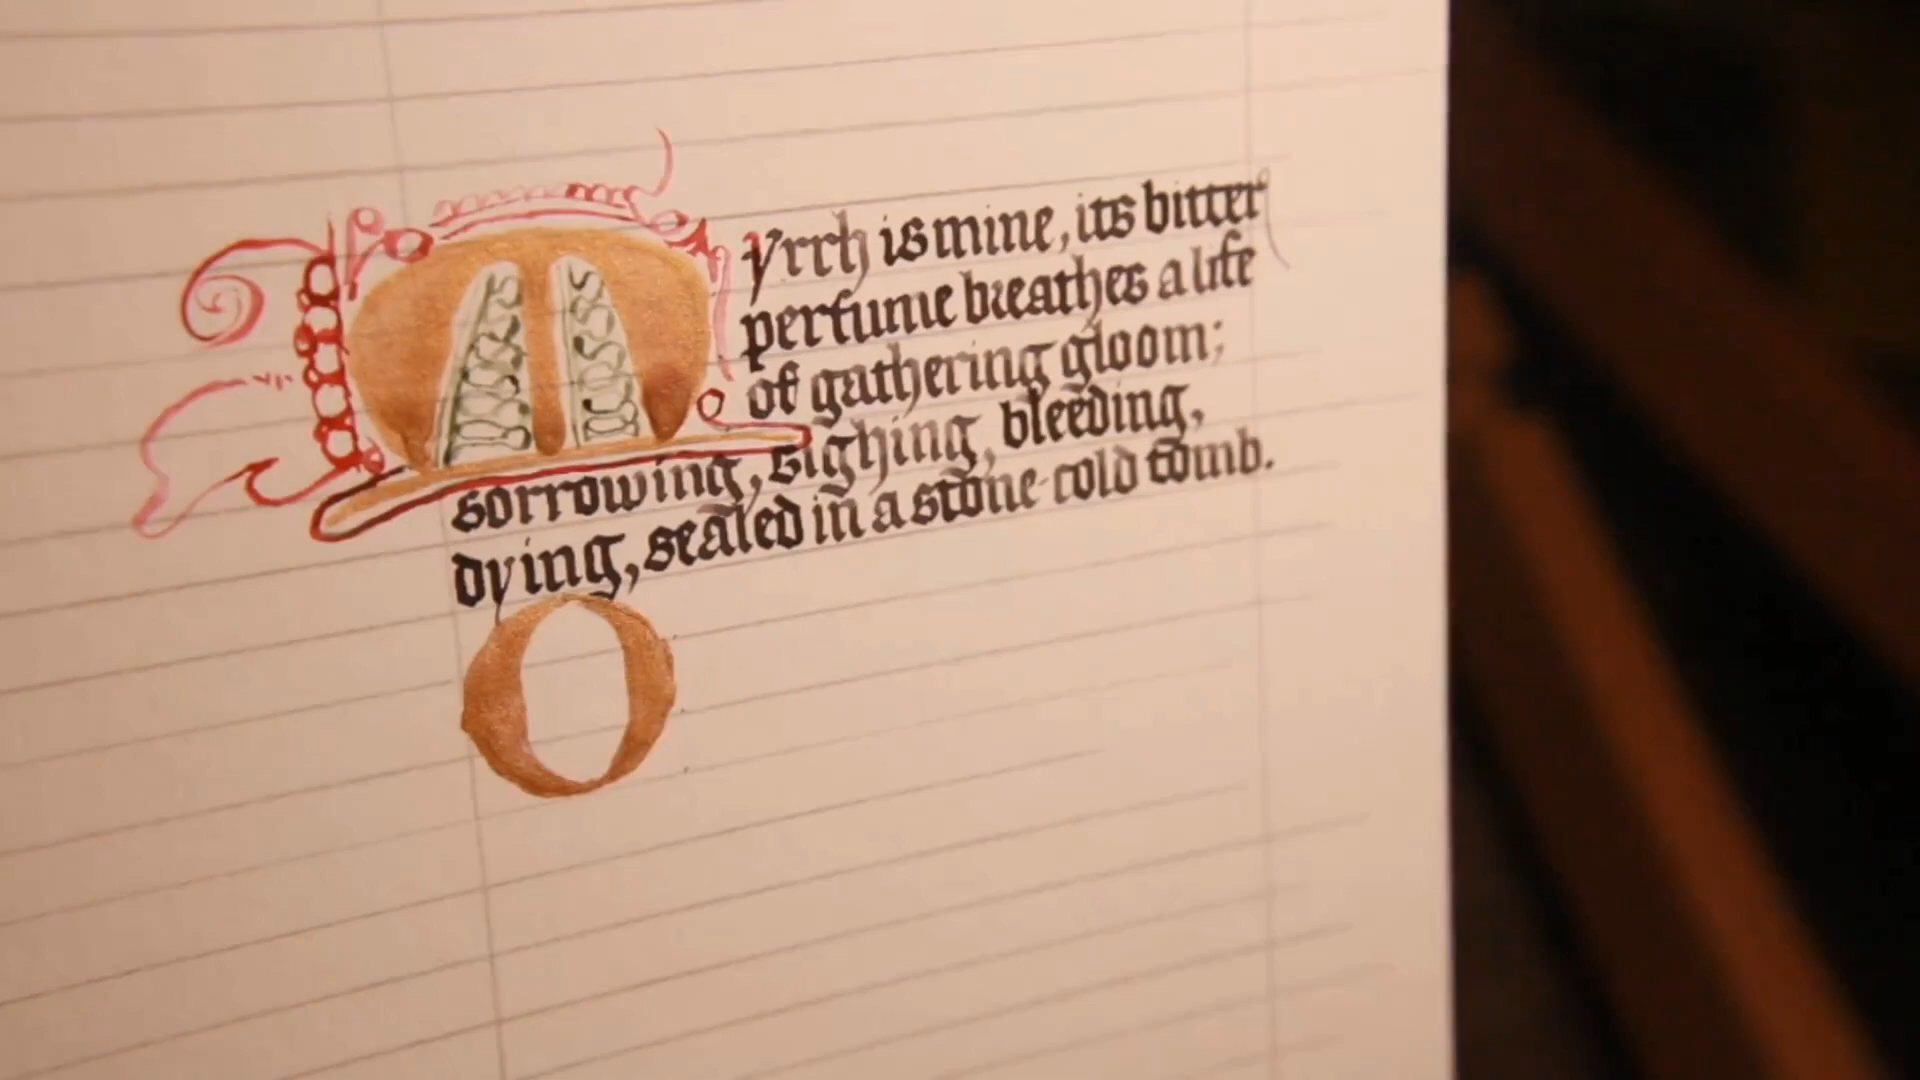 Myrrh is mine, its bitter
perfume breathes a life
of gathering gloom;
sorrowing, sighing, bleeding,
dying, sealed in a stone-cold tomb.
O